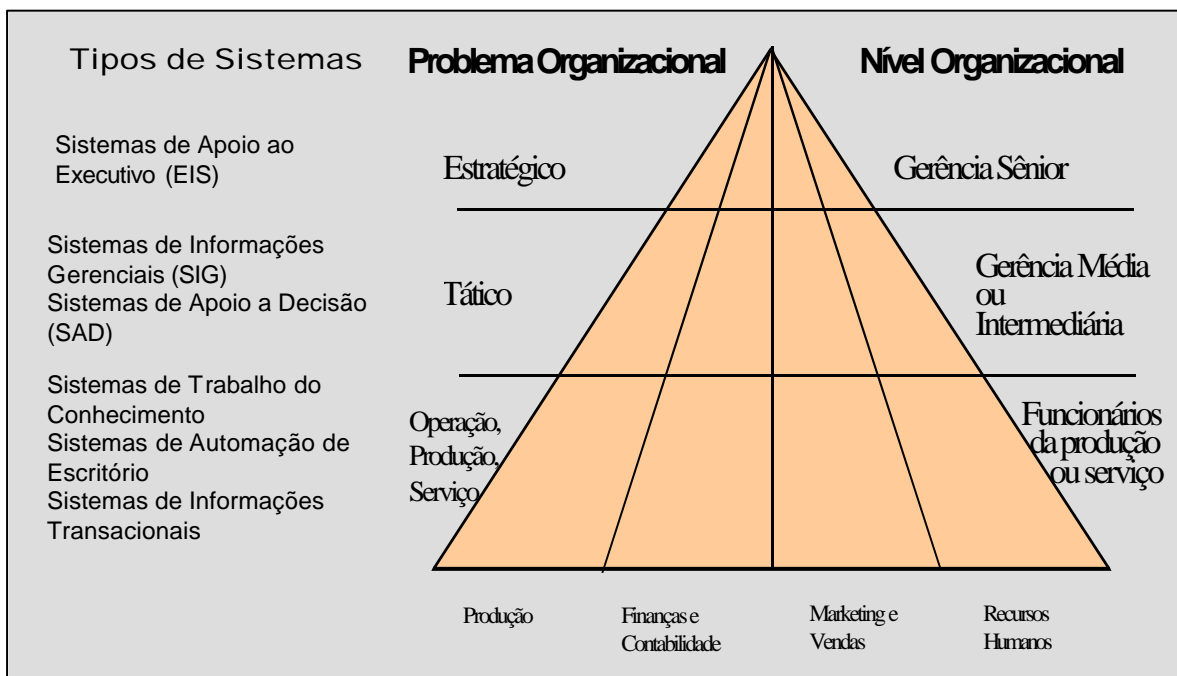 Tipos de Sistemas
Problema Organizacional
Nível Organizacional
Sistemas de Apoio ao
Executivo (EIS)
Estratégico
Gerência Sênior
Sistemas de Informações
Gerenciais (SIG)
Sistemas de Apoio a Decisão
(SAD)
Tático
Gerência Média
ou
Intermediária
Sistemas de Trabalho do
Conhecimento
Sistemas de Automação de
Escritório
Sistemas de Informações
Transacionais
Operação,
Produção,
Serviço
Funcionários
da produção
ou serviço
Produção
Finanças e
Contabilidade
Marketing e
Vendas
Recursos
Humanos